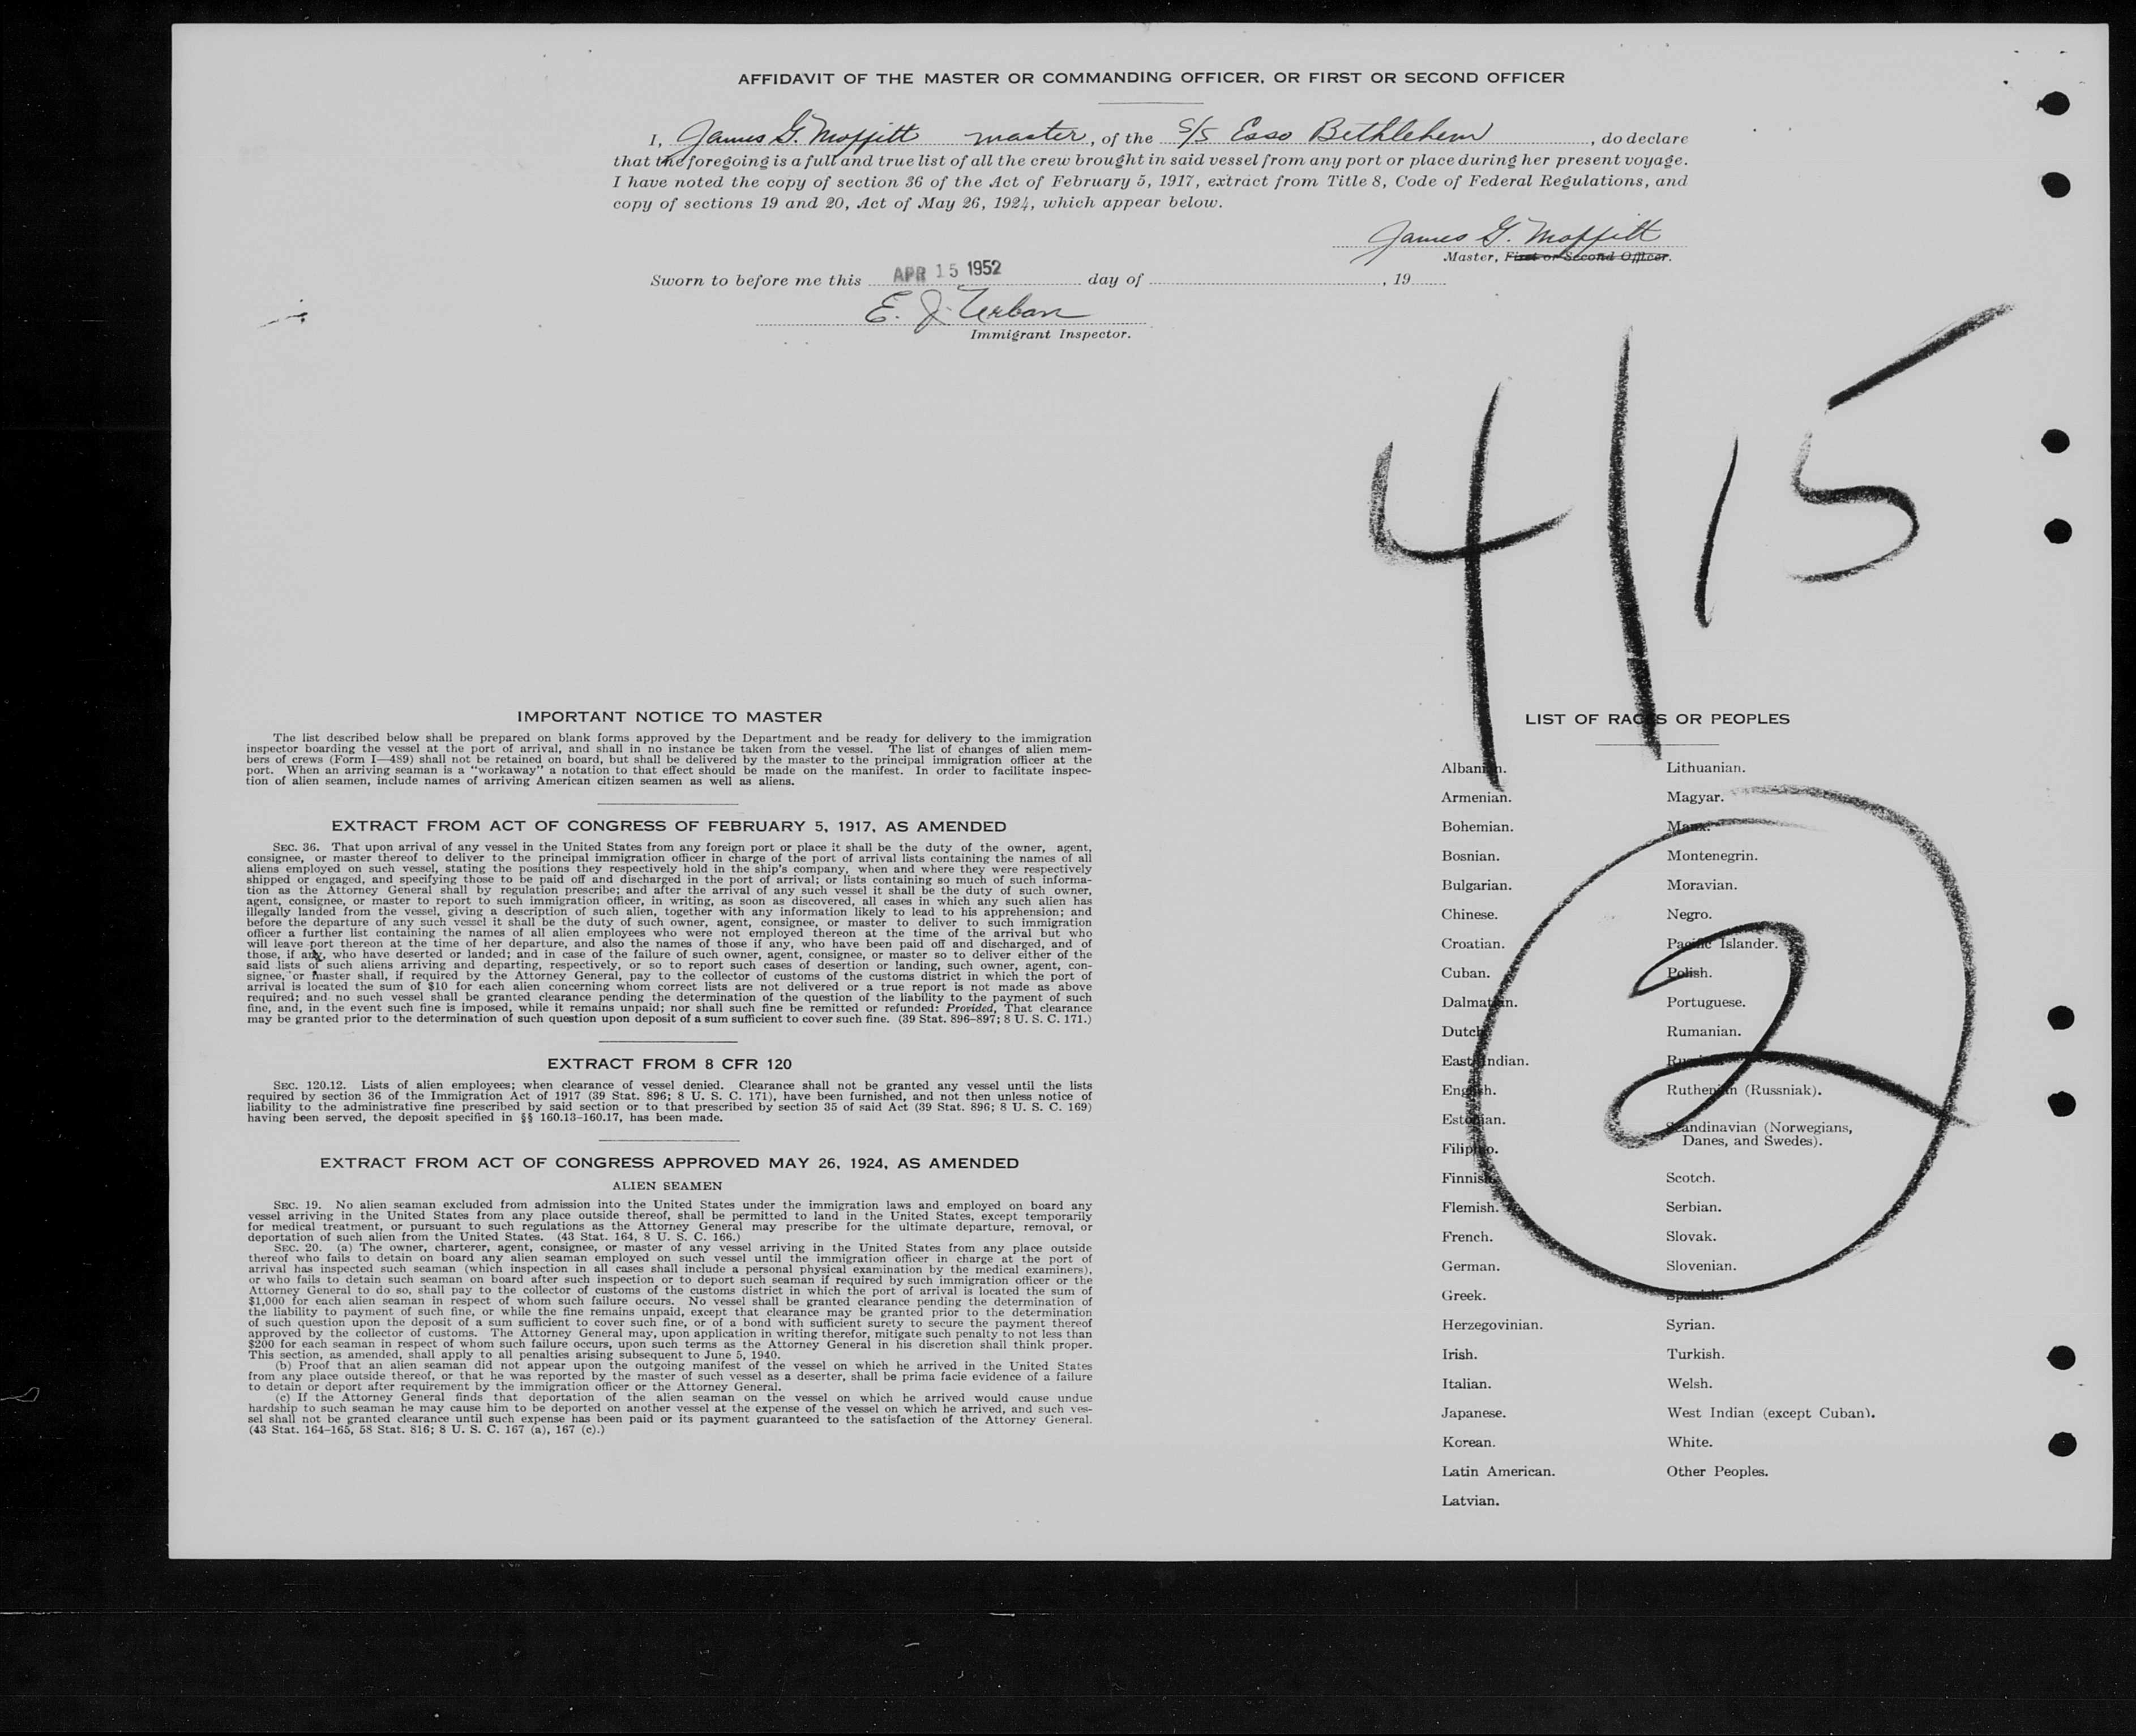 AFFIDAVIT OF THE MASTER OR COMMANDING OFFICER, OR FIRST OR SECOND OFFICER
I, James G. Moffitt master, of the S/S Esso Bethlehem, do declare
that the foregoing is a full and true list of all the crew brought in said vessel from any port or place during her present voyage.
I have noted the copy of section 36 of the Act of February 5, 1917, extract from Title 8, Code of Federal Regulations, and
copy of sections 19 and 20, Act of May 26, 1924, which appear below.
James G. Moffitt
Master, First or Second Officer.
Sworn to before me this APR 15 1952 day of , 19
E. J. Urban
Immigrant Inspector.
4/15
2
IMPORTANT NOTICE TO MASTER
The list described below shall be prepared on blank forms approved by the Department and be ready for delivery to the immigration
inspector boarding the vessel at the port of arrival, and shall in no instance be taken from the vessel. The list of changes of alien mem-
bers of crews (Form I—489) shall not be retained on board, but shall be delivered by the master to the principal immigration officer at the
port. When an arriving seaman is a "workaway" a notation to that effect should be made on the manifest. In order to facilitate inspec-
tion of alien seamen, include names of arriving American citizen seamen as well as aliens.
EXTRACT FROM ACT OF CONGRESS OF FEBRUARY 5, 1917, AS AMENDED
SEC. 36. That upon arrival of any vessel in the United States from any foreign port or place it shall be the duty of the owner, agent,
consignee, or master thereof to deliver to the principal immigration officer in charge of the port of arrival lists containing the names of all
aliens employed on such vessel, stating the positions they respectively hold in the ship's company, when and where they were respectively
shipped or engaged, and specifying those to be paid off and discharged in the port of arrival; or lists containing so much of such informa-
tion as the Attorney General shall by regulation prescribe; and after the arrival of any such vessel it shall be the duty of such owner,
agent, consignee, or master to report to such immigration officer, in writing, as soon as discovered, all cases in which any such alien has
illegally landed from the vessel, giving a description of such alien, together with any information likely to lead to his apprehension; and
before the departure of any such vessel it shall be the duty of such owner, agent, consignee, or master to deliver to such immigration
officer a further list containing the names of all alien employees who were not employed thereon at the time of the arrival but who
will leave port thereon at the time of her departure, and also the names of those if any, who have been paid off and discharged, and of
those, if any, who have deserted or landed; and in case of the failure of such owner, agent, consignee, or master so to deliver either of the
said lists of such aliens arriving and departing, respectively, or so to report such cases of desertion or landing, such owner, agent, con-
signee, or master shall, if required by the Attorney General, pay to the collector of customs of the customs district in which the port of
arrival is located the sum of $10 for each alien concerning whom correct lists are not delivered or a true report is not made as above
required; and no such vessel shall be granted clearance pending the determination of the question of the liability to the payment of such
fine, and, in the event such fine is imposed, while it remains unpaid; nor shall such fine be remitted or refunded: Provided, That clearance
may be granted prior to the determination of such question upon deposit of a sum sufficient to cover such fine. (39 Stat. 896–897; 8 U. S. C. 171.)
EXTRACT FROM 8 CFR 120
SEC. 120.12. Lists of alien employees; when clearance of vessel denied. Clearance shall not be granted any vessel until the lists
required by section 36 of the Immigration Act of 1917 (39 Stat. 896; 8 U. S. C. 171), have been furnished, and not then unless notice of
liability to the administrative fine prescribed by said section or to that prescribed by section 35 of said Act (39 Stat. 896; 8 U. S. C. 169)
having been served, the deposit specified in §§ 160.13–160.17, has been made.
EXTRACT FROM ACT OF CONGRESS APPROVED MAY 26, 1924, AS AMENDED
ALIEN SEAMEN
SEC. 19. No alien seaman excluded from admission into the United States under the immigration laws and employed on board any
vessel arriving in the United States from any place outside thereof, shall be permitted to land in the United States, except temporarily
for medical treatment, or pursuant to such regulations as the Attorney General may prescribe for the ultimate departure, removal, or
deportation of such alien from the United States. (43 Stat. 164, 8 U. S. C. 166.)
SEC. 20. (a) The owner, charterer, agent, consignee, or master of any vessel arriving in the United States from any place outside
thereof who fails to detain on board any alien seaman employed on such vessel until the immigration officer in charge at the port of
arrival has inspected such seaman (which inspection in all cases shall include a personal physical examination by the medical examiners),
or who fails to detain such seaman on board after such inspection or to deport such seaman if required by such immigration officer or the
Attorney General to do so, shall pay to the collector of customs of the customs district in which the port of arrival is located the sum of
$1,000 for each alien seaman in respect of whom such failure occurs. No vessel shall be granted clearance pending the determination of
the liability to payment of such fine, or while the fine remains unpaid, except that clearance may be granted prior to the determination
of such question upon the deposit of a sum sufficient to cover such fine, or of a bond with sufficient surety to secure the payment thereof
approved by the collector of customs. The Attorney General may, upon application in writing therefor, mitigate such penalty to not less than
$200 for each seaman in respect of whom such failure occurs, upon such terms as the Attorney General in his discretion shall think proper.
This section, as amended, shall apply to all penalties arising subsequent to June 5, 1940.
(b) Proof that an alien seaman did not appear upon the outgoing manifest of the vessel on which he arrived in the United States
from any place outside thereof, or that he was reported by the master of such vessel as a deserter, shall be prima facie evidence of a failure
to detain or deport after requirement by the immigration officer or the Attorney General.
(c) If the Attorney General finds that deportation of the alien seaman on the vessel on which he arrived would cause undue
hardship to such seaman he may cause him to be deported on another vessel at the expense of the vessel on which he arrived, and such ves-
sel shall not be granted clearance until such expense has been paid or its payment guaranteed to the satisfaction of the Attorney General.
(43 Stat. 164–165, 58 Stat. 816; 8 U. S. C. 167 (a), 167 (c).)
LIST OF RACES OR PEOPLES
Albanian.
Armenian.
Bohemian.
Bosnian.
Bulgarian.
Chinese.
Croatian.
Cuban.
Dalmatian.
Dutch.
East Indian.
English.
Estonian.
Filipino.
Finnish.
Flemish.
French.
German.
Greek.
Herzegovinian.
Irish.
Italian.
Japanese.
Korean.
Latin American.
Latvian.
Lithuanian.
Magyar.
Manx.
Montenegrin.
Moravian.
Negro.
Pacific Islander.
Polish.
Portuguese.
Rumanian.
Russian.
Ruthenian (Russniak).
Scandinavian (Norwegians,
Danes, and Swedes).
Scotch.
Serbian.
Slovak.
Slovenian.
Spanish.
Syrian.
Turkish.
Welsh.
West Indian (except Cuban).
White.
Other Peoples.